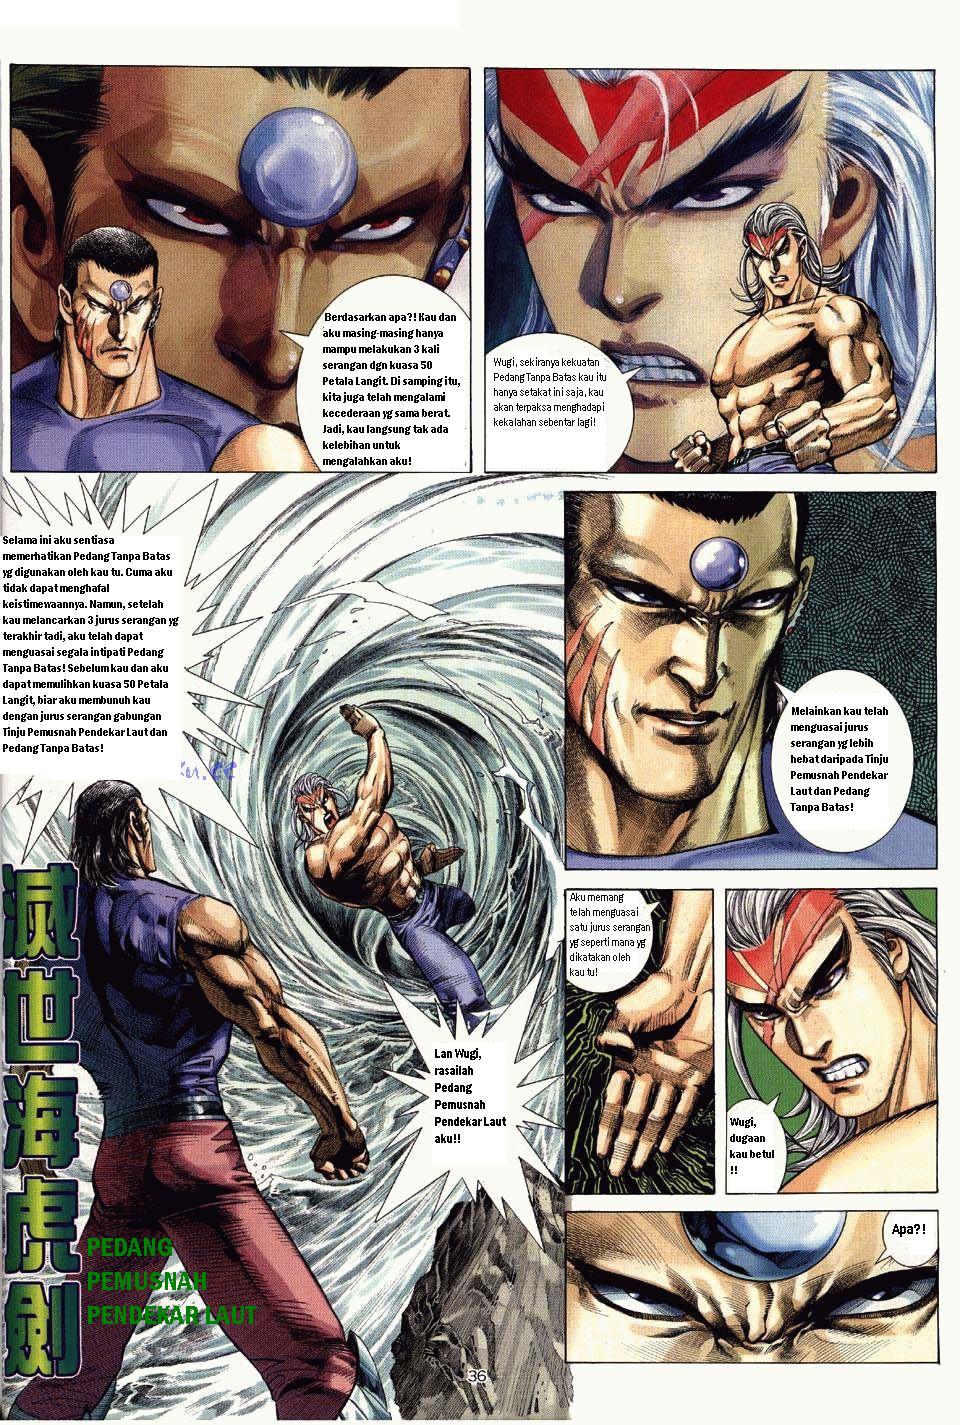 Wugi, sekiranya kekuatan
Pedang Tanpa Batas kau itu
hanya setakat ini saja, kau
akan terpaksa menghadapi
kekalahan sebentar lagi!
Berdasarkan apa?! Kau dan
aku masing-masing hanya
mampu melakukan 3 kali
serangan dgn kuasa 50
Petala Langit. Di samping itu,
kita juga telah mengalami
kecederaan yg sama berat.
Jadi, kau langsung tak ada
kelebihan untuk
mengalahkan aku!
Aku memang
telah menguasai
satu jurus serangan
yg seperti mana yg
dikatakan oleh
kau tu!
Melainkan kau telah
menguasai jurus
serangan yg lebih
hebat daripada Tinju
Pemusnah Pendekar
Laut dan Pedang
Tanpa Batas!
Wugi,
dugaan
kau betul
!!
Apa?!
Selama ini aku sentiasa
memerhatikan Pedang Tanpa Batas
yg digunakan oleh kau tu. Cuma aku
tidak dapat menghafal
keistimewaannya. Namun, setelah
kau melancarkan 3 jurus serangan yg
terakhir tadi, aku telah dapat
menguasai segala intipati Pedang
Tanpa Batas! Sebelum kau dan aku
dapat memulihkan kuasa 50 Petala
Langit, biar aku membunuh kau
dengan jurus serangan gabungan
Tinju Pemusnah Pendekar Laut dan
Pedang Tanpa Batas!
Lan Wugi,
rasailah
Pedang
Pemusnah
Pendekar Laut
aku!!
滅世海虎劍
PEDANG
PEMUSNAH
PENDEKAR LAUT
36